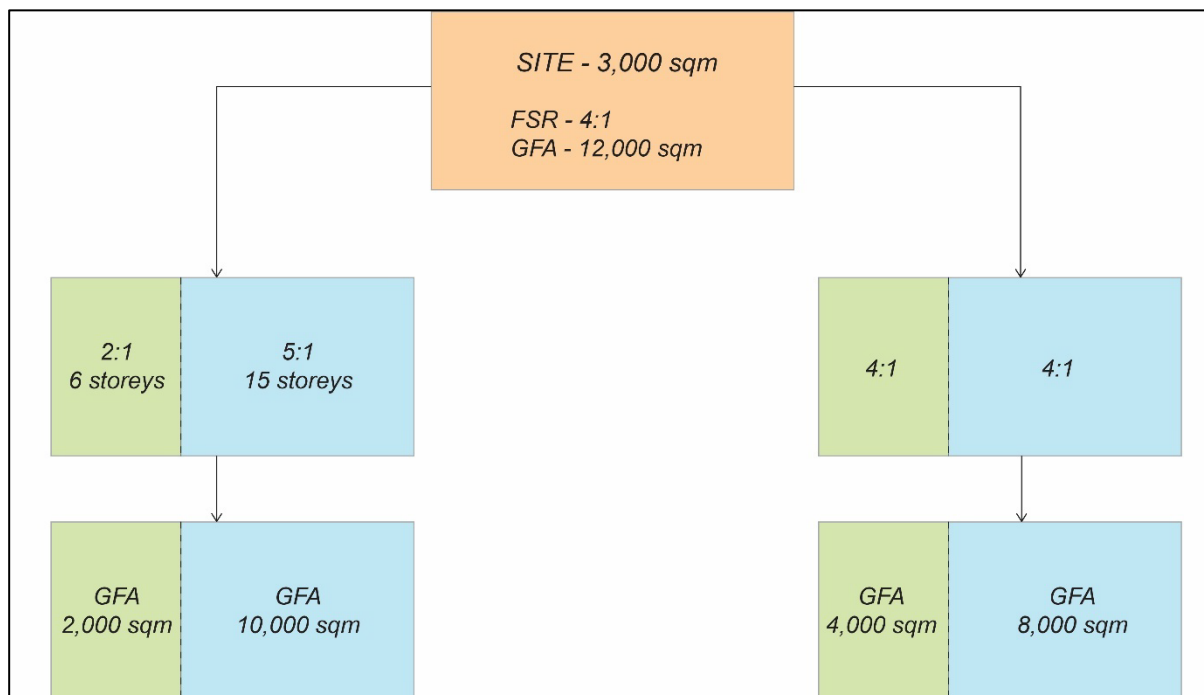 SITE - 3,000 sqm
FSR - 4:1
GFA - 12,000 sqm
2:1
6 storeys
5:1
15 storeys
4:1
4:1
GFA
2,000 sqm
GFA
10,000 sqm
GFA
4,000 sqm
GFA
8,000 sqm